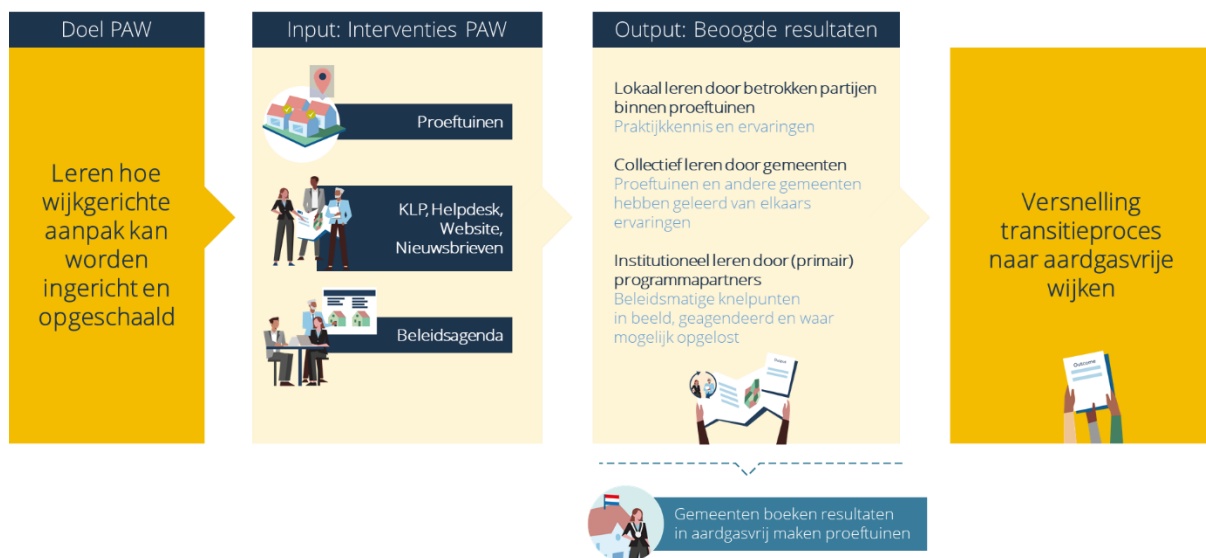 Doel PAW
Leren hoe
wijkgerichte
aanpak kan
worden
ingericht en
opgeschaald
Input: Interventies PAW
Proeftuinen
KLP, Helpdesk,
Website,
Nieuwsbrieven
Beleidsagenda
Output: Beoogde resultaten
Lokaal leren door betrokken partijen
binnen proeftuinen
Praktijkkennis en ervaringen
Collectief leren door gemeenten
Proeftuinen en andere gemeenten
hebben geleerd van elkaars
ervaringen
Institutioneel leren door (primair)
programmapartners
Beleidsmatige knelpunten
in beeld, geagendeerd en waar
mogelijk opgelost
Output
Gemeenten boeken resultaten
in aardgasvrij maken proeftuinen
Versnelling
transitieproces
naar aardgasvrije
wijken
Outcome